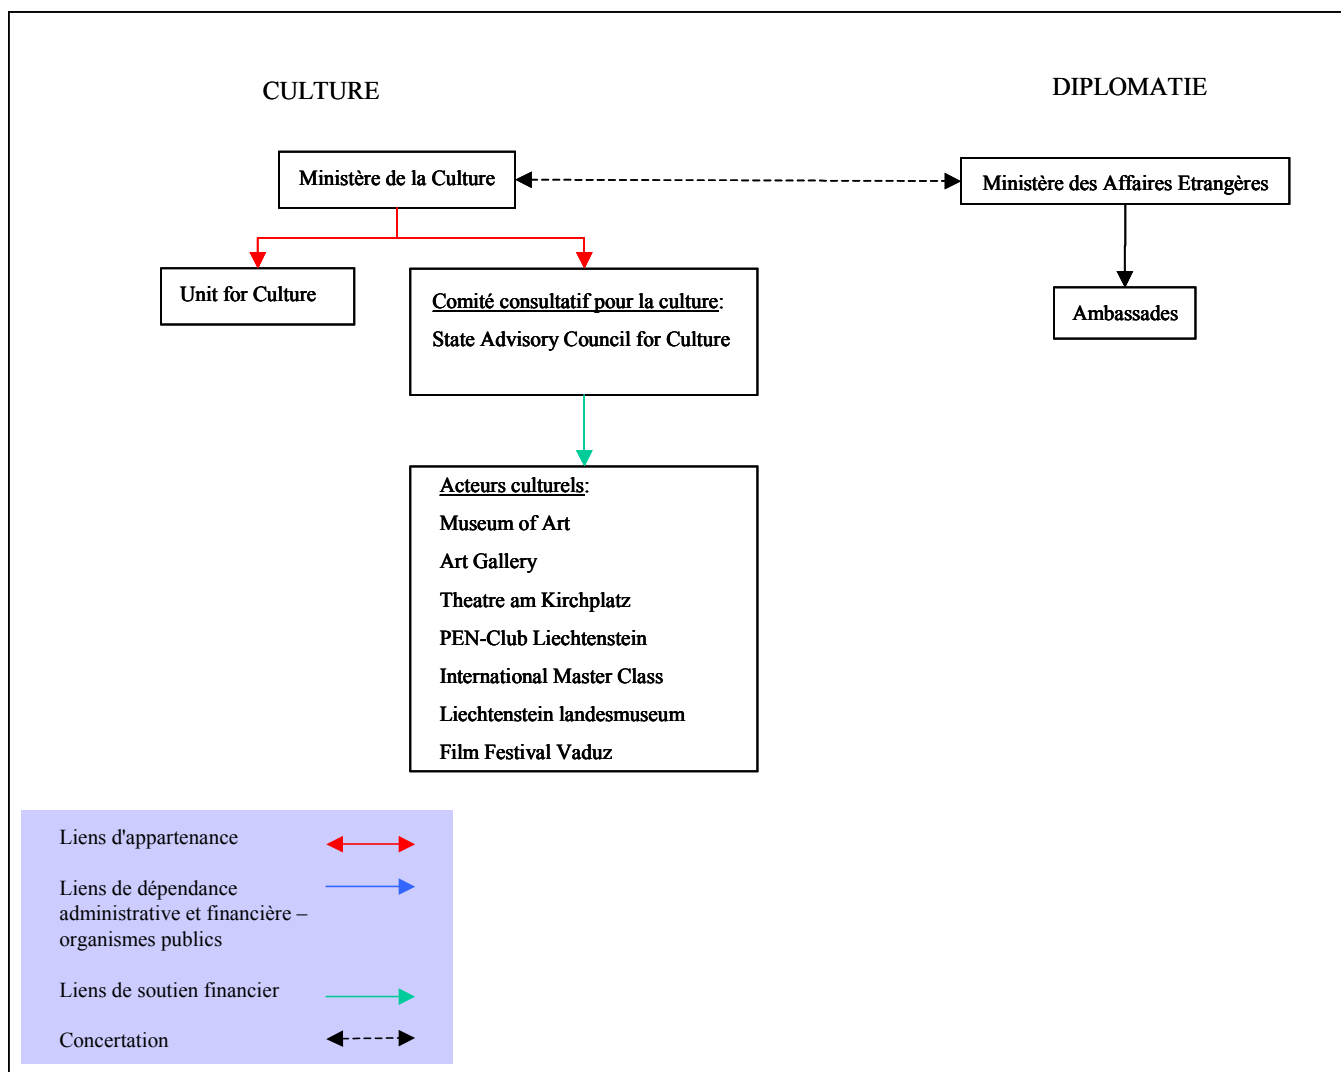 CULTURE
DIPLOMATIE
Ministère de la Culture
Ministère des Affaires Etrangères
Unit for Culture
Comité consultatif pour la culture:
State Advisory Council for Culture
Ambassades
Acteurs culturels:
Museum of Art
Art Gallery
Theatre am Kirchplatz
PEN-Club Liechtenstein
International Master Class
Liechtenstein landesmuseum
Film Festival Vaduz
Liens d'appartenance
Liens de dépendance
administrative et financière –
organismes publics
Liens de soutien financier
Concertation